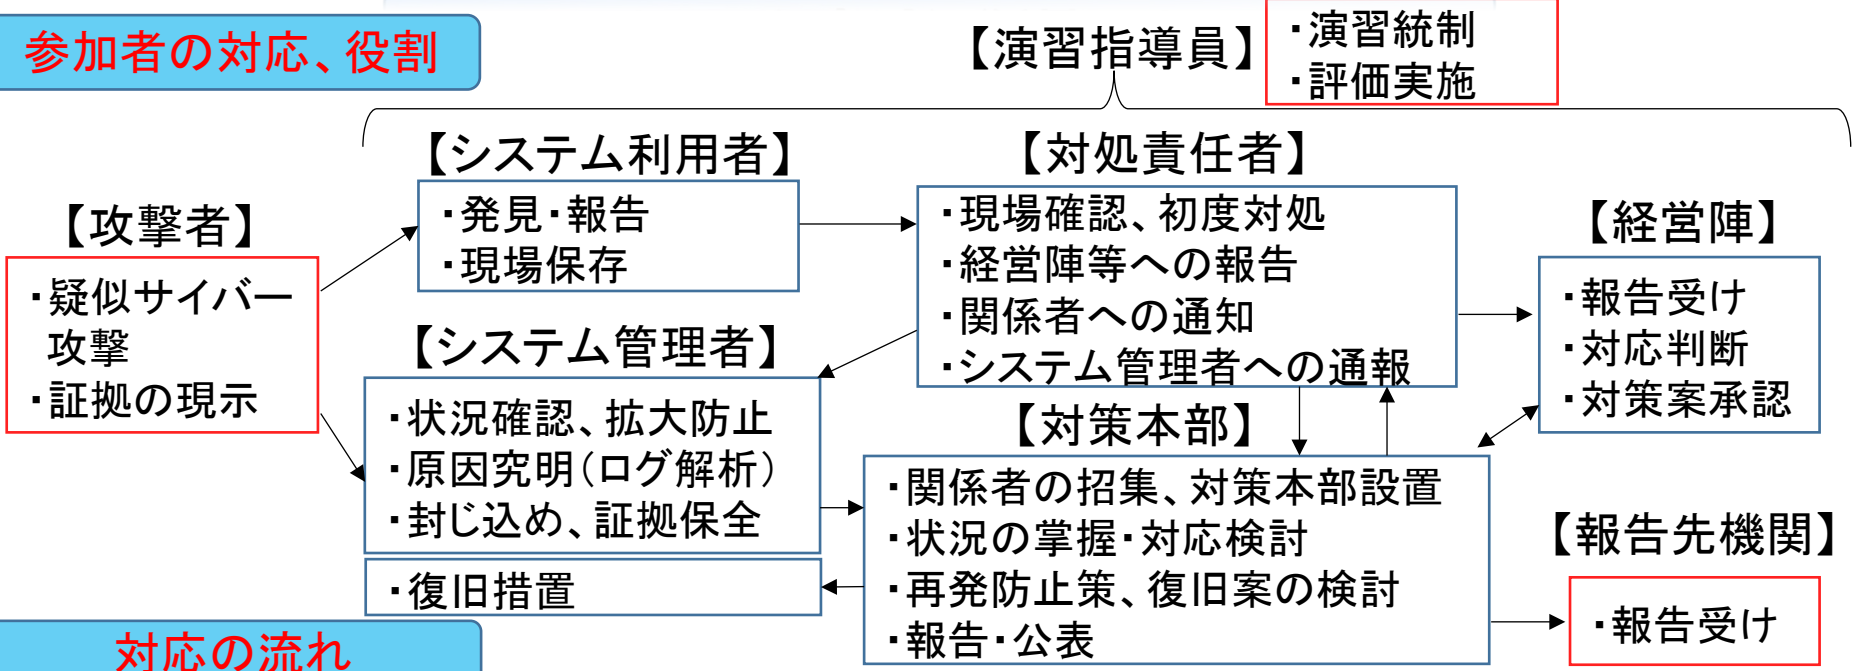 参加者の対応、役割
【演習指導員】
・演習統制
・評価実施
【システム利用者】
・発見・報告
・現場保存
【対処責任者】
・現場確認、初度対処
・経営陣等への報告
・関係者への通知
・システム管理者への通報
【攻撃者】
・疑似サイバー
攻撃
・証拠の現示
【経営陣】
・報告受け
・対応判断
・対策案承認
【システム管理者】
・状況確認、拡大防止
・原因究明（ログ解析）
・封じ込め、証拠保全
・復旧措置
【対策本部】
・関係者の招集、対策本部設置
・状況の掌握・対応検討
・再発防止策、復旧案の検討
・報告・公表
【報告先機関】
・報告受け
対応の流れ